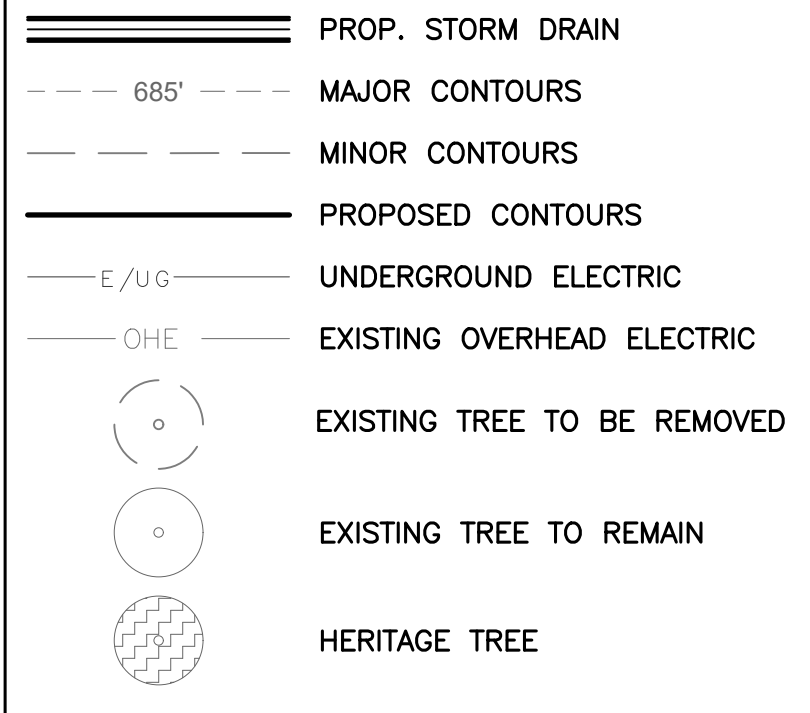 PROP. STORM DRAIN
685' MAJOR CONTOURS
MINOR CONTOURS
PROPOSED CONTOURS
E/UG UNDERGROUND ELECTRIC
OHE EXISTING OVERHEAD ELECTRIC
EXISTING TREE TO BE REMOVED
EXISTING TREE TO REMAIN
HERITAGE TREE